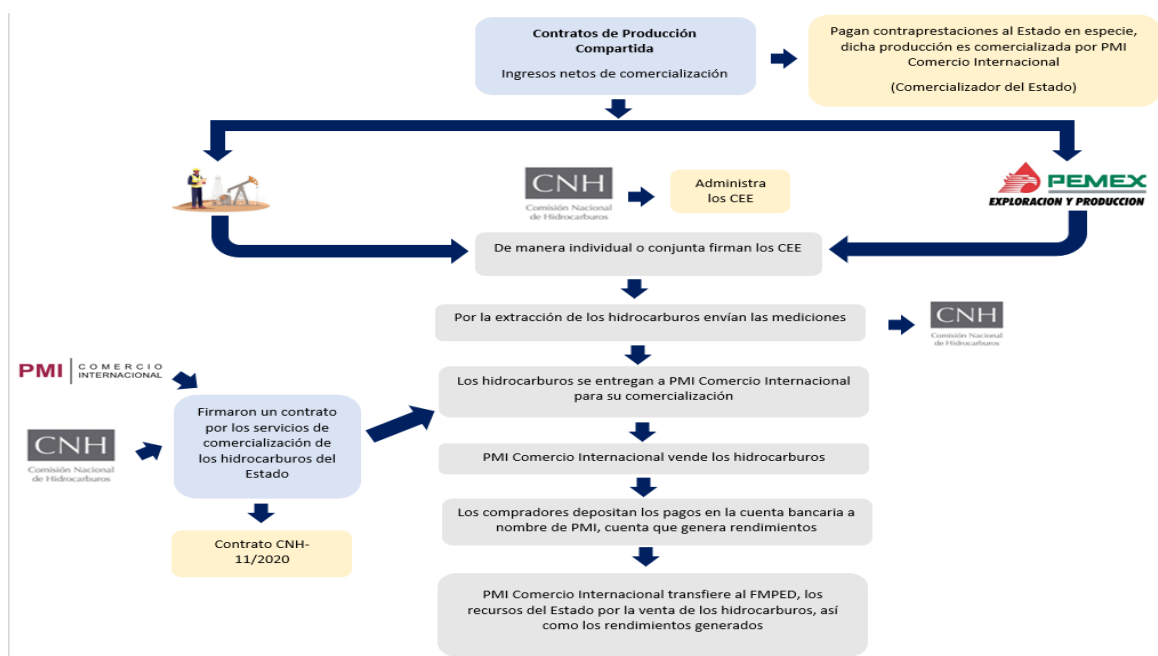 Contratos de Producción
Compartida
Ingresos netos de comercialización
Pagan contraprestaciones al Estado en especie,
dicha producción es comercializada por PMI
Comercio Internacional
(Comercializador del Estado)
CNH
Comisión Nacional
de Hidrocarburos
Administra
los CEE
PEMEX
EXPLORACION Y PRODUCCION
De manera individual o conjunta firman los CEE
Por la extracción de los hidrocarburos envían las mediciones
CNH
Comisión Nacional
de Hidrocarburos
PMI COMERCIO
INTERNACIONAL
CNH
Comisión Nacional
de Hidrocarburos
Firmaron un contrato
por los servicios de
comercialización de
los hidrocarburos del
Estado
Contrato CNH-
11/2020
Los hidrocarburos se entregan a PMI Comercio Internacional
para su comercialización
PMI Comercio Internacional vende los hidrocarburos
Los compradores depositan los pagos en la cuenta bancaria a
nombre de PMI, cuenta que genera rendimientos
PMI Comercio Internacional transfiere al FMPED, los
recursos del Estado por la venta de los hidrocarburos, así
como los rendimientos generados